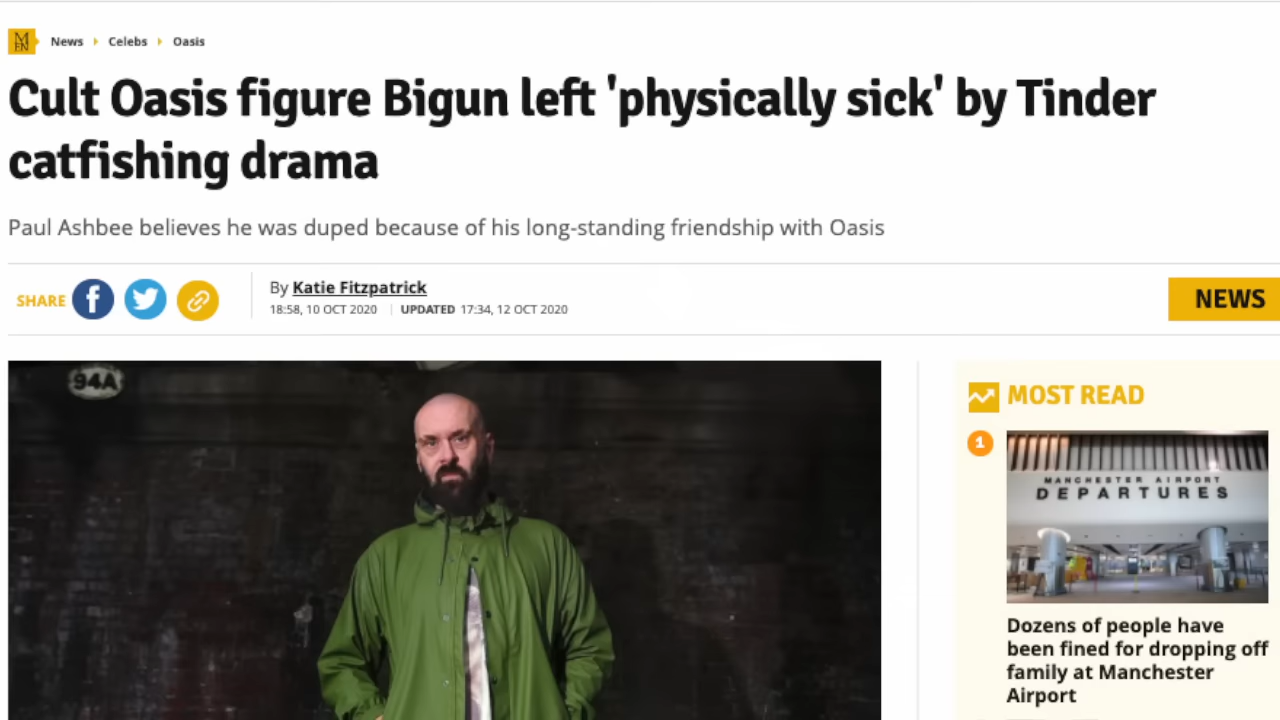 MEN News Celebs Oasis
Cult Oasis figure Bigun left 'physically sick' by Tinder
catfishing drama
Paul Ashbee believes he was duped because of his long-standing friendship with Oasis
SHARE
By Katie Fitzpatrick
18:58, 10 OCT 2020 | UPDATED 17:34, 12 OCT 2020
NEWS
94A
MOST READ
1
MANCHESTER AIRPORT
DEPARTURES
Dozens of people have
been fined for dropping off
family at Manchester
Airport